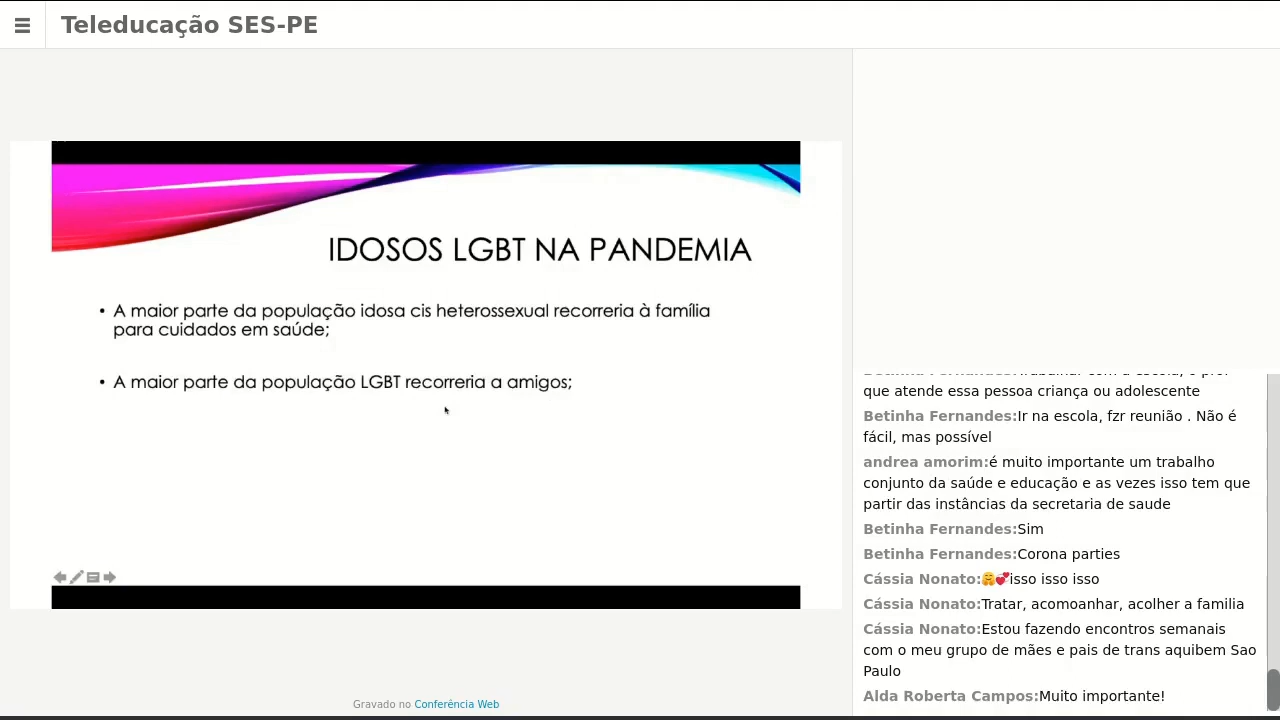 Teleducação SES-PE
IDOSOS LGBT NA PANDEMIA
• A maior parte da população idosa cis heterossexual recorreria à família
para cuidados em saúde;
• A maior parte da população LGBT recorreria a amigos;
Gravado no Conferência Web
que atende essa pessoa criança ou adolescente
Betinha Fernandes:Ir na escola, fzr reunião . Não é
fácil, mas possível
andrea amorim:é muito importante um trabalho
conjunto da saúde e educação e as vezes isso tem que
partir das instâncias da secretaria de saude
Betinha Fernandes:Sim
Betinha Fernandes:Corona parties
Cássia Nonato:🤗💞isso isso isso
Cássia Nonato:Tratar, acomoanhar, acolher a familia
Cássia Nonato:Estou fazendo encontros semanais
com o meu grupo de mães e pais de trans aquibem Sao
Paulo
Alda Roberta Campos:Muito importante!